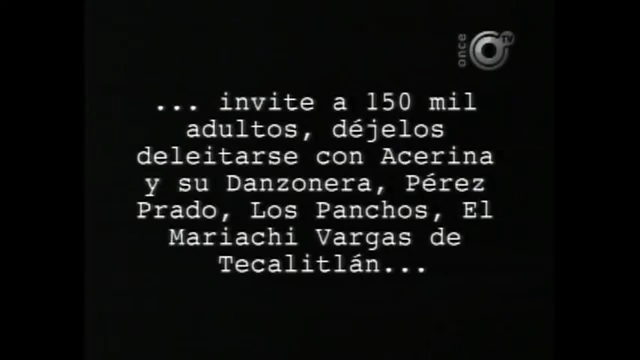 once TV
... invite a 150 mil
adultos, déjelos
deleitarse con Acerina
y su Danzonera, Pérez
Prado, Los Panchos, El
Mariachi Vargas de
Tecalitlán...